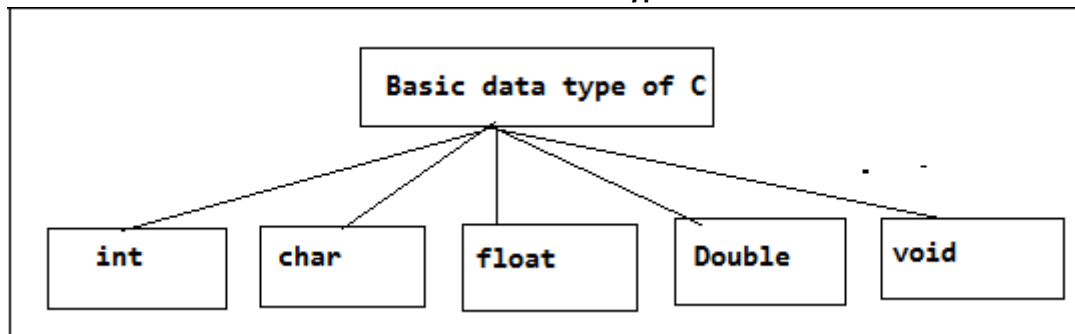 Basic data type of C
int
char
float
Double
void